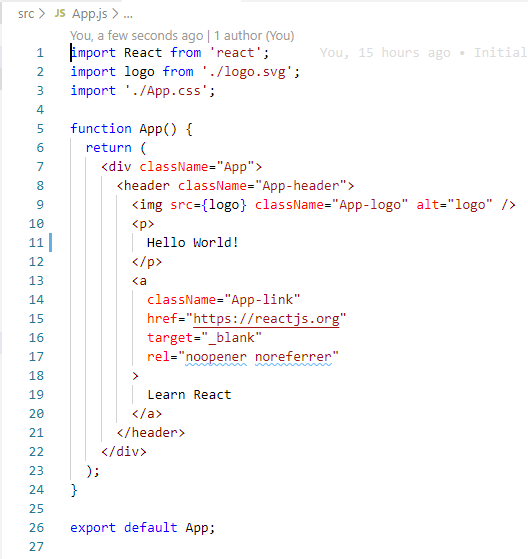 src > JS App.js > ...
You, a few seconds ago | 1 author (You)
1 import React from 'react'; You, 15 hours ago • Initial
2 import logo from './logo.svg';
3 import './App.css';
4
5 function App() {
6   return (
7     <div className="App">
8       <header className="App-header">
9         <img src={logo} className="App-logo" alt="logo" />
10         <p>
11           Hello World!
12         </p>
13         <a
14           className="App-link"
15           href="https://reactjs.org"
16           target="_blank"
17           rel="noopener noreferrer"
18         >
19           Learn React
20         </a>
21       </header>
22     </div>
23   );
24 }
25
26 export default App;
27